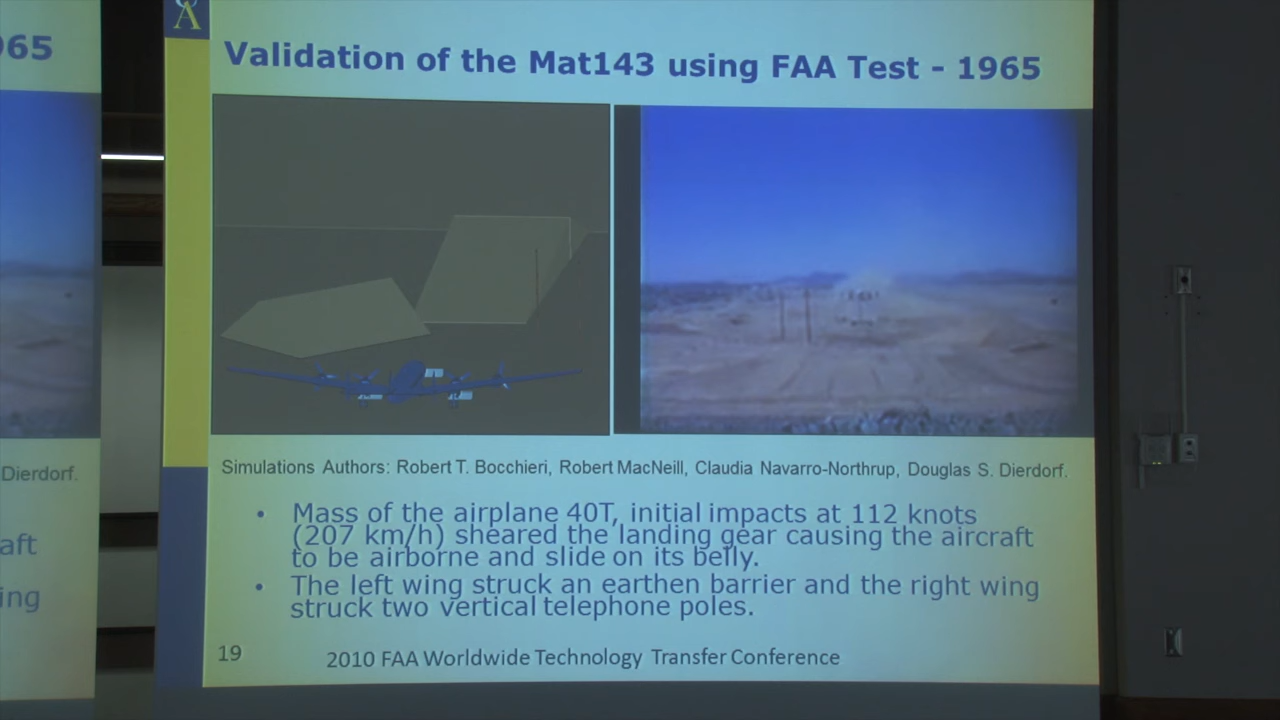 965
A
Validation of the Mat143 using FAA Test - 1965
Dierdorf.
Simulations Authors: Robert T. Bocchieri, Robert MacNeill, Claudia Navarro-Northrup, Douglas S. Dierdorf.
aft
ing
• Mass of the airplane 40T, initial impacts at 112 knots
(207 km/h) sheared the landing gear causing the aircraft
to be airborne and slide on its belly.
• The left wing struck an earthen barrier and the right wing
struck two vertical telephone poles.
19
2010 FAA Worldwide Technology Transfer Conference